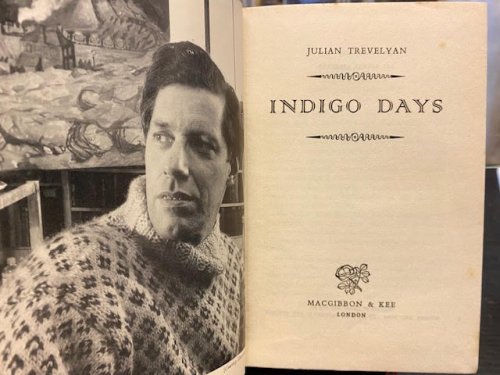 JULIAN TREVELYAN
INDIGO DAYS
MACGIBBON & KEE
LONDON